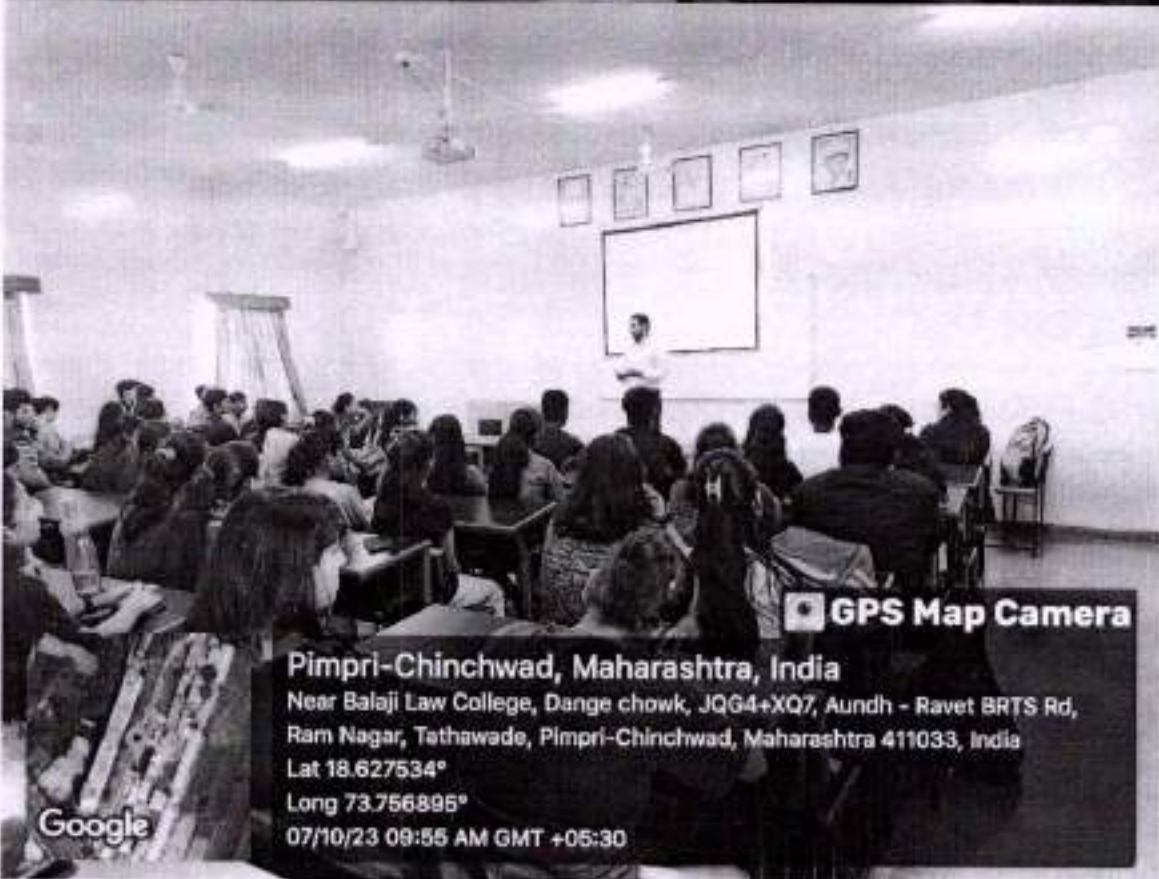 GPS Map Camera
Pimpri-Chinchwad, Maharashtra, India
Near Balaji Law College, Dange chowk, JQG4+XQ7, Aundh - Ravet BRTS Rd,
Ram Nagar, Tathawade, Pimpri-Chinchwad, Maharashtra 411033, India
Lat 18.627534°
Long 73.756895°
07/10/23 09:55 AM GMT +05:30
Google